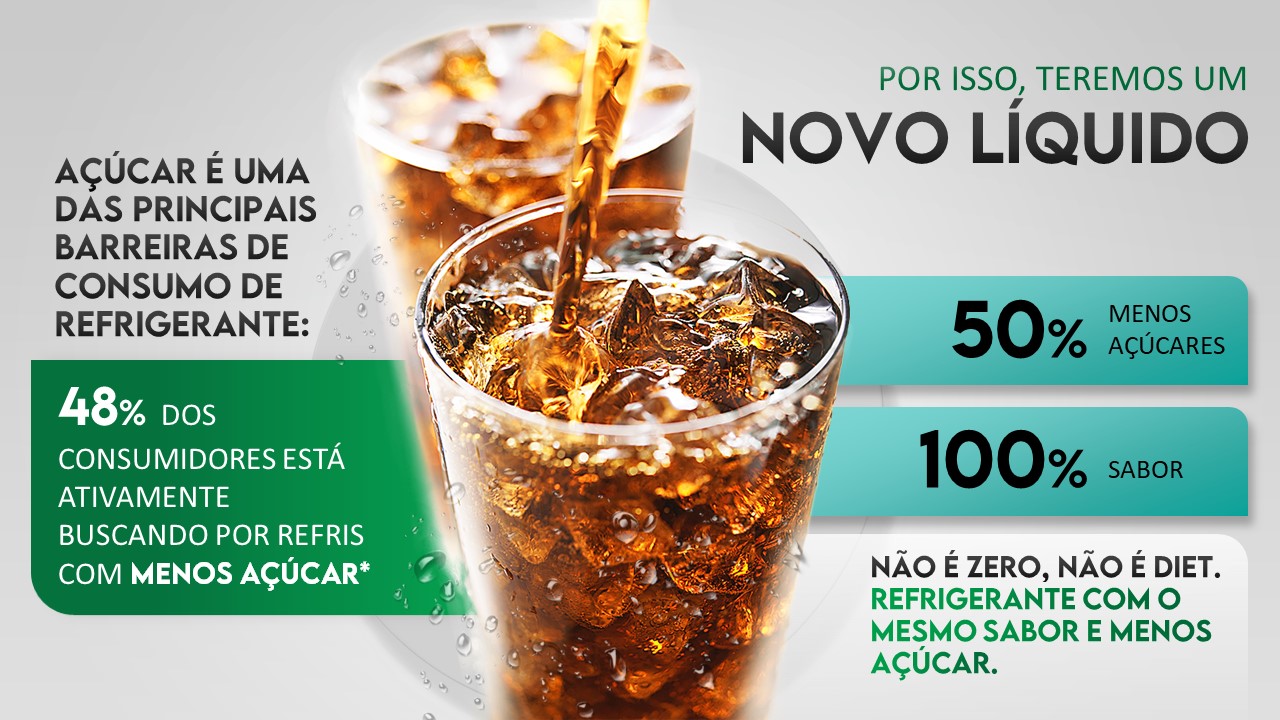 AÇÚCAR É UMA
DAS PRINCIPAIS
BARREIRAS DE
CONSUMO DE
REFRIGERANTE:
48% DOS
CONSUMIDORES ESTÁ
ATIVAMENTE
BUSCANDO POR REFRIS
COM MENOS AÇÚCAR*
POR ISSO, TEREMOS UM
NOVO LÍQUIDO
50% MENOS
AÇÚCARES
100% SABOR
NÃO É ZERO, NÃO É DIET.
REFRIGERANTE COM O
MESMO SABOR E MENOS
AÇÚCAR.